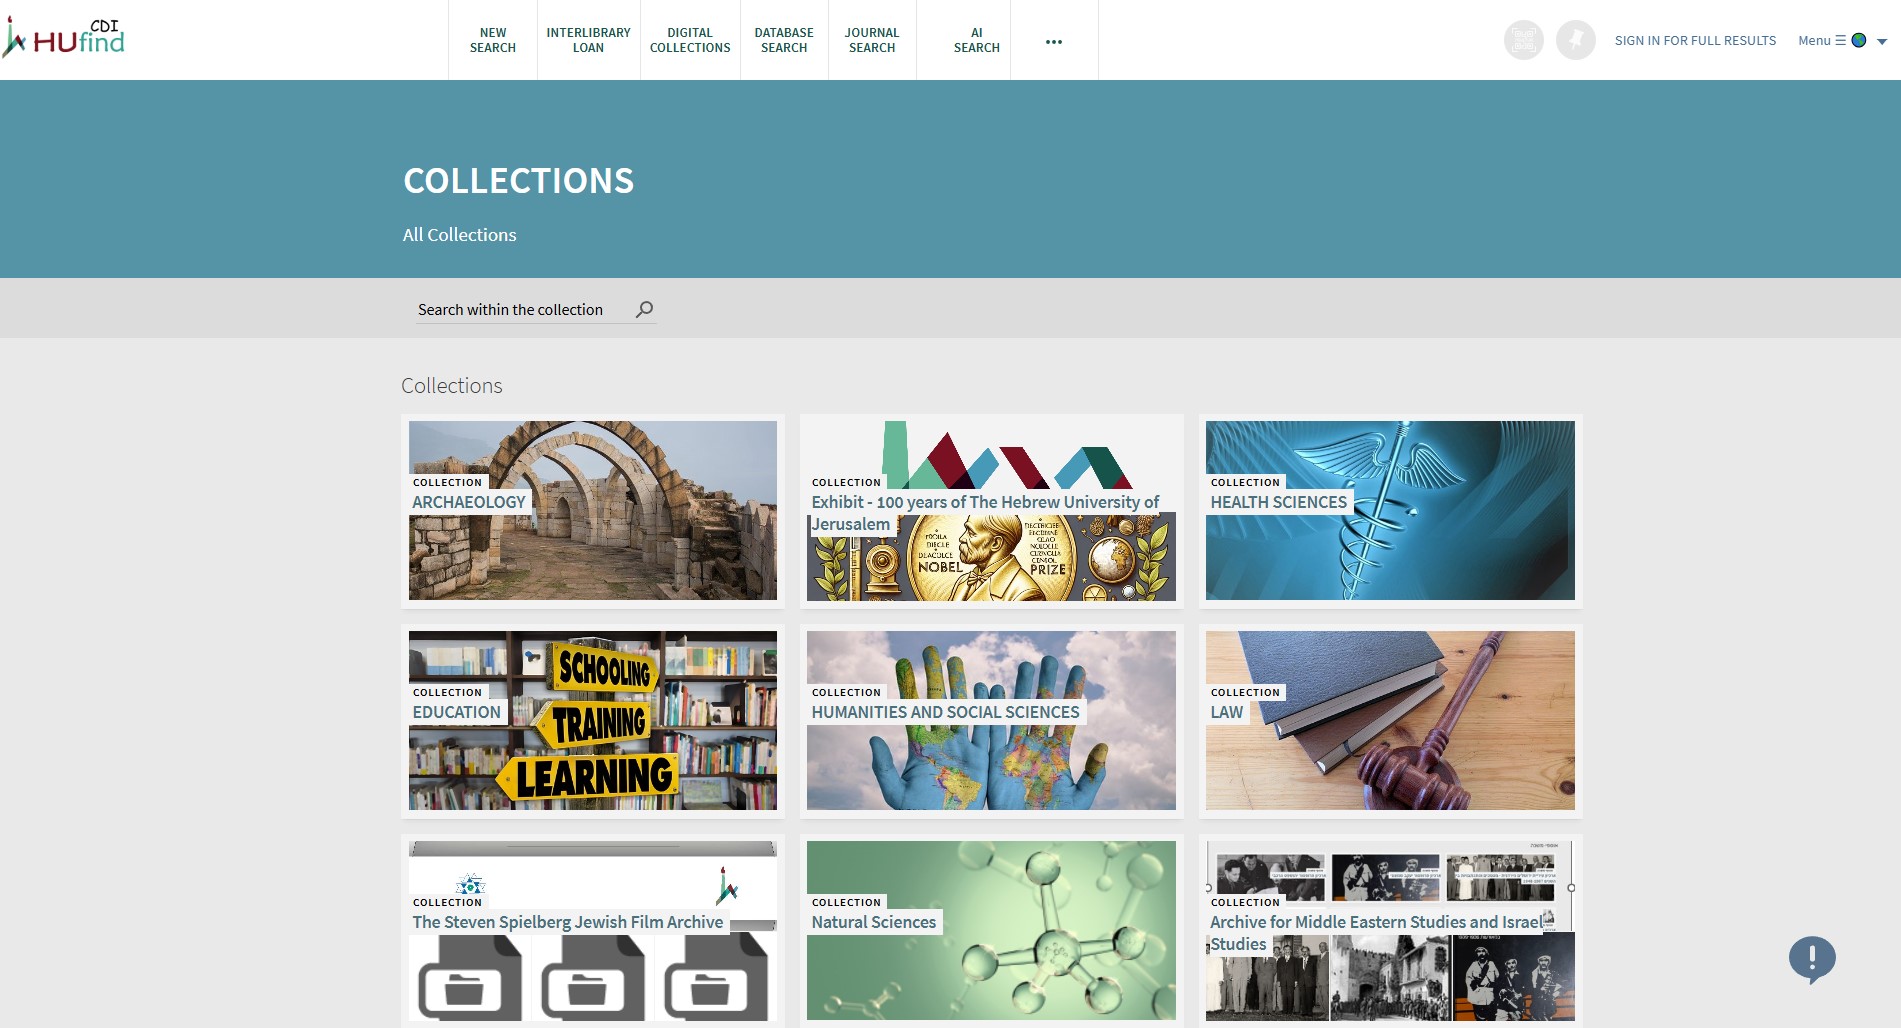 HUfind CDI
NEW SEARCH
INTERLIBRARY LOAN
DIGITAL COLLECTIONS
DATABASE SEARCH
JOURNAL SEARCH
AI SEARCH
•••
SIGN IN FOR FULL RESULTS
Menu ☰
COLLECTIONS
All Collections
Search within the collection
Collections
COLLECTION
ARCHAEOLOGY
COLLECTION
Exhibit - 100 years of The Hebrew University of
Jerusalem
NOBEL PRIZE
COLLECTION
HEALTH SCIENCES
SCHOOLING
TRAINING
LEARNING
COLLECTION
EDUCATION
COLLECTION
HUMANITIES AND SOCIAL SCIENCES
COLLECTION
LAW
COLLECTION
The Steven Spielberg Jewish Film Archive
COLLECTION
Natural Sciences
COLLECTION
Archive for Middle Eastern Studies and Israel
Studies